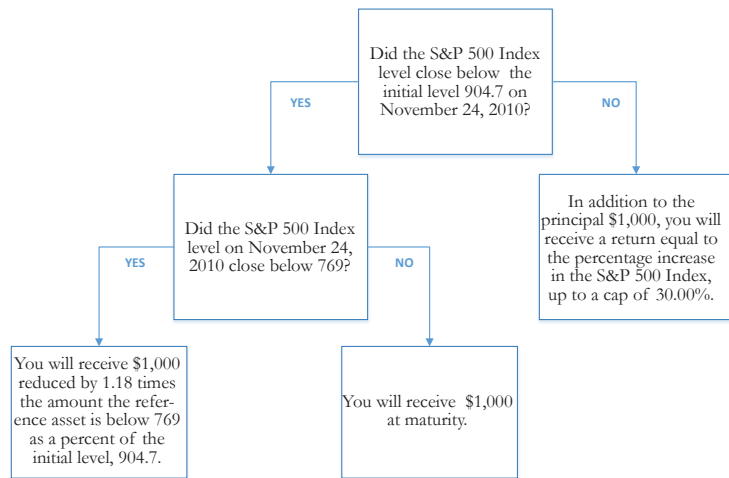 Did the S&P 500 Index
level close below the
initial level 904.7 on
November 24, 2010?
YES
NO
Did the S&P 500 Index
level on November 24,
2010 close below 769?
In addition to the
principal $1,000, you will
receive a return equal to
the percentage increase
in the S&P 500 Index,
up to a cap of 30.00%.
YES
NO
You will receive $1,000
reduced by 1.18 times
the amount the refer-
ence asset is below 769
as a percent of the
initial level, 904.7.
You will receive $1,000
at maturity.